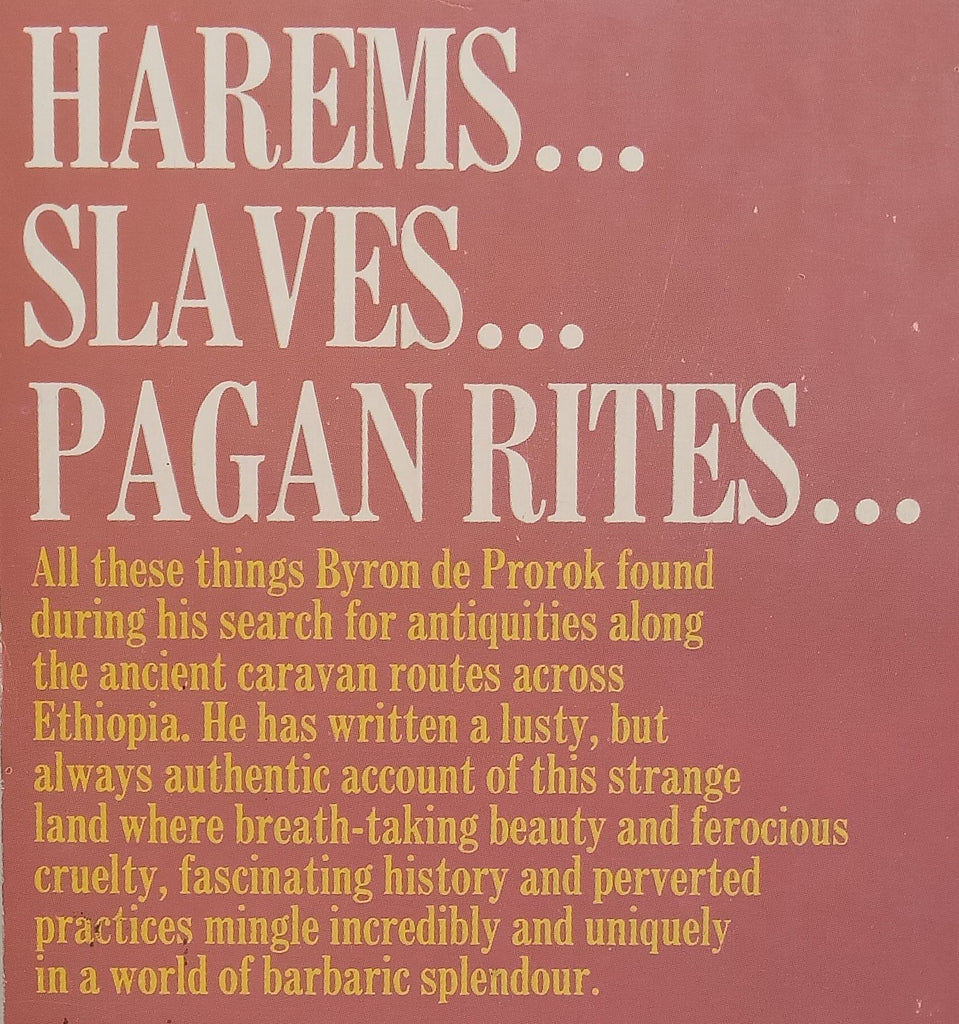 HAREMS...
SLAVES...
PAGAN RITES...
All these things Byron de Prorok found
during his search for antiquities along
the ancient caravan routes across
Ethiopia. He has written a lusty, but
always authentic account of this strange
land where breath-taking beauty and ferocious
cruelty, fascinating history and perverted
practices mingle incredibly and uniquely
in a world of barbaric splendour.